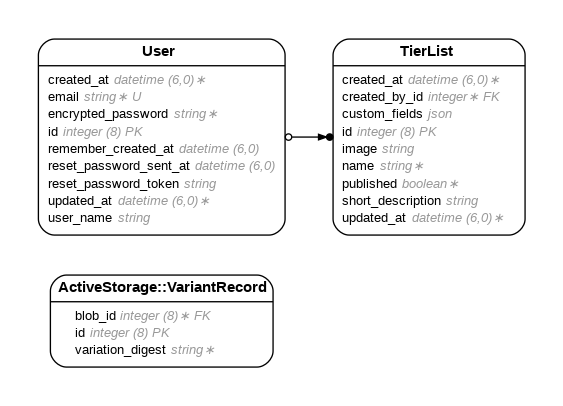 User
created_at datetime (6,0)∗
email string∗ U
encrypted_password string∗
id integer (8) PK
remember_created_at datetime (6,0)
reset_password_sent_at datetime (6,0)
reset_password_token string
updated_at datetime (6,0)∗
user_name string
TierList
created_at datetime (6,0)∗
created_by_id integer∗ FK
custom_fields json
id integer (8) PK
image string
name string∗
published boolean∗
short_description string
updated_at datetime (6,0)∗
ActiveStorage::VariantRecord
blob_id integer (8)∗ FK
id integer (8) PK
variation_digest string∗